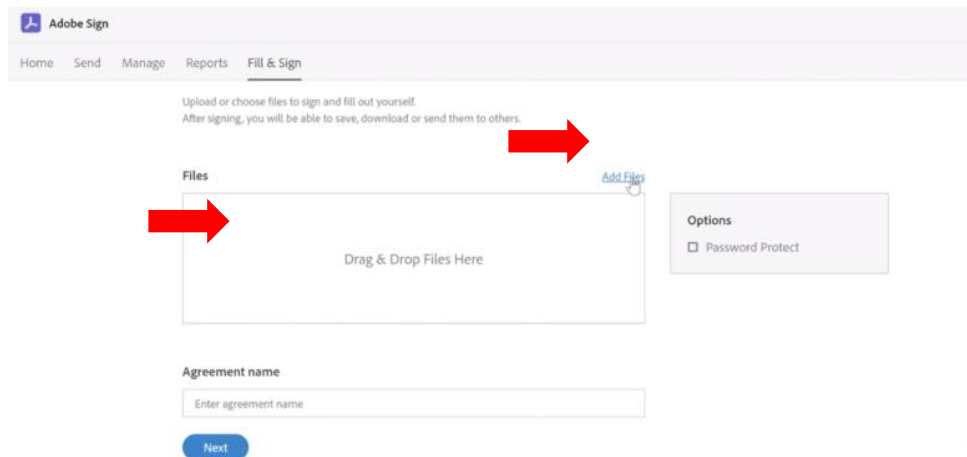 Adobe Sign
Home Send Manage Reports Fill & Sign
Upload or choose files to sign and fill out yourself.
After signing, you will be able to save, download or send them to others.
Files
Add Files
Drag & Drop Files Here
Options
Password Protect
Agreement name
Enter agreement name
Next